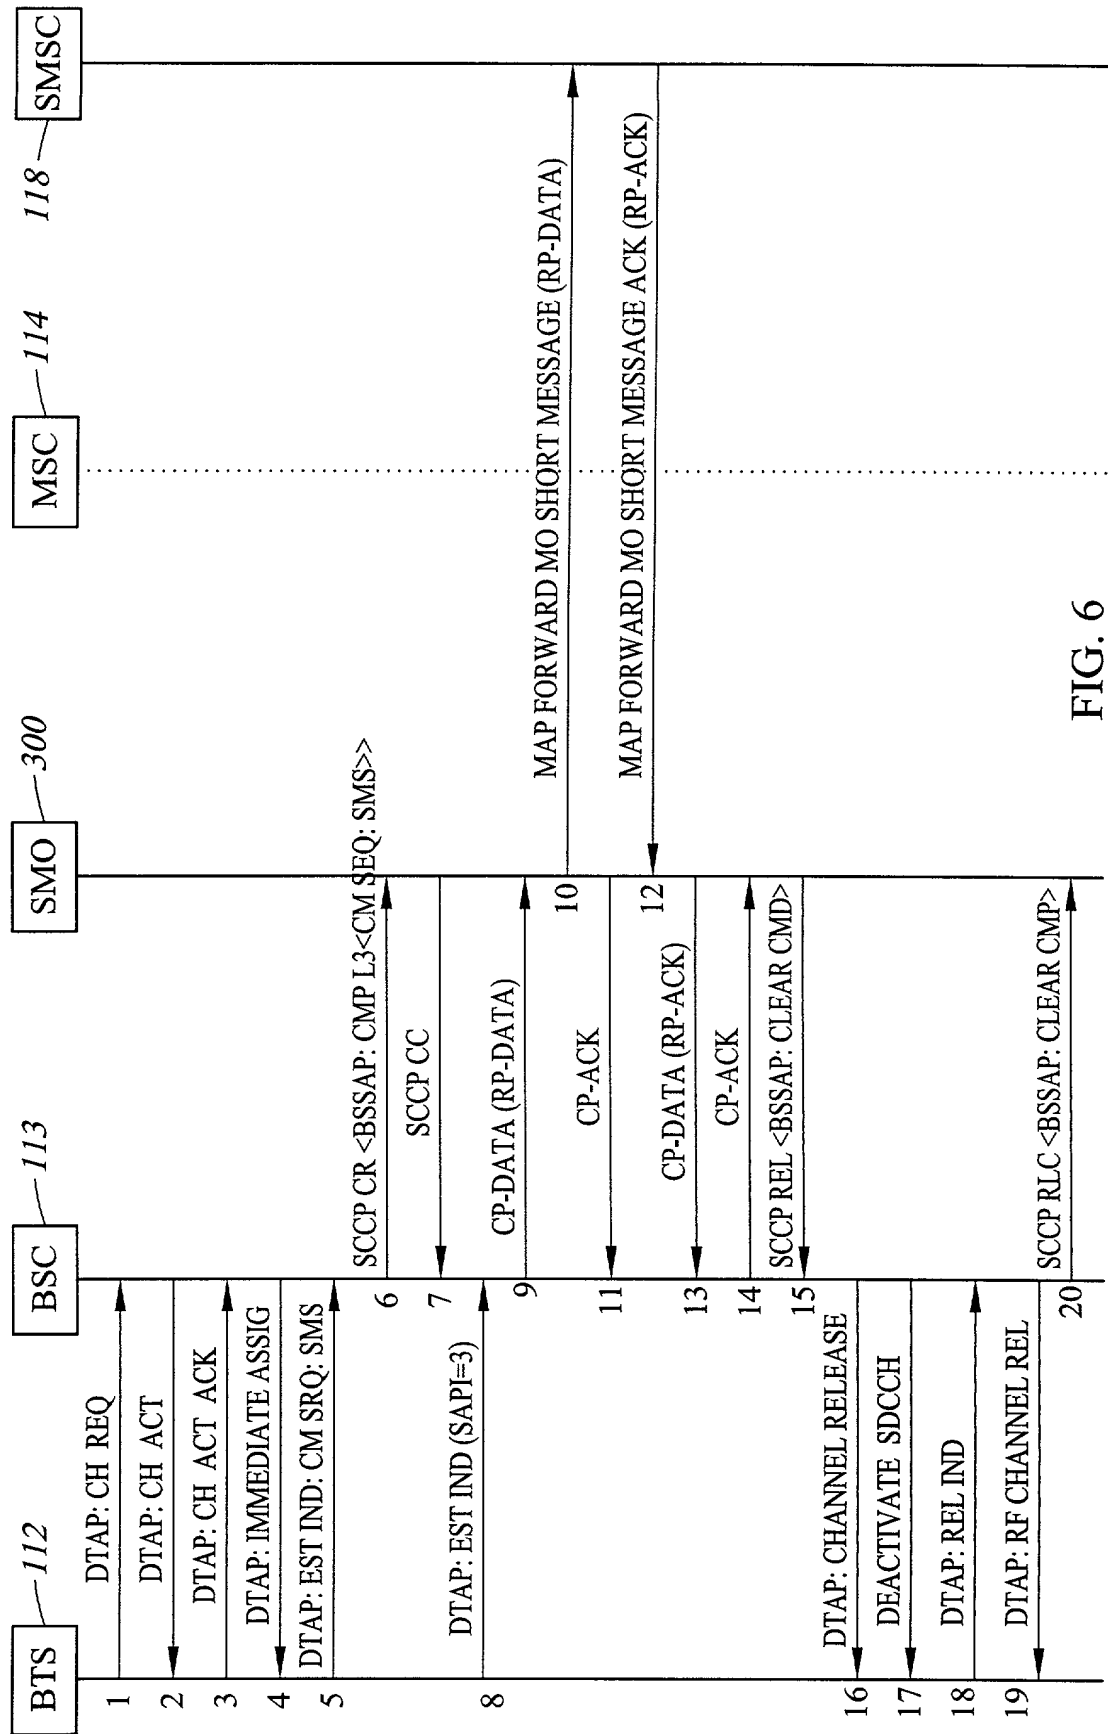 BTS
112
BSC
113
SMO
300
MSC
114
SMSC
118
1
DTAP: CH REQ
2
DTAP: CH ACT
3
DTAP: CH ACT ACK
4
DTAP: IMMEDIATE ASSIG
5
DTAP: EST IND: CM SRQ: SMS
6
SCCP CR <BSSAP: CMP L3<CM SEQ: SMS>>
7
SCCP CC
8
DTAP: EST IND (SAPI=3)
9
CP-DATA (RP-DATA)
10
MAP FORWARD MO SHORT MESSAGE (RP-DATA)
11
CP-ACK
12
MAP FORWARD MO SHORT MESSAGE ACK (RP-ACK)
13
CP-DATA (RP-ACK)
14
CP-ACK
15
SCCP REL <BSSAP: CLEAR CMD>
16
DTAP: CHANNEL RELEASE
17
DEACTIVATE SDCCH
18
DTAP: REL IND
19
DTAP: RF CHANNEL REL
20
SCCP RLC <BSSAP: CLEAR CMP>
FIG. 6